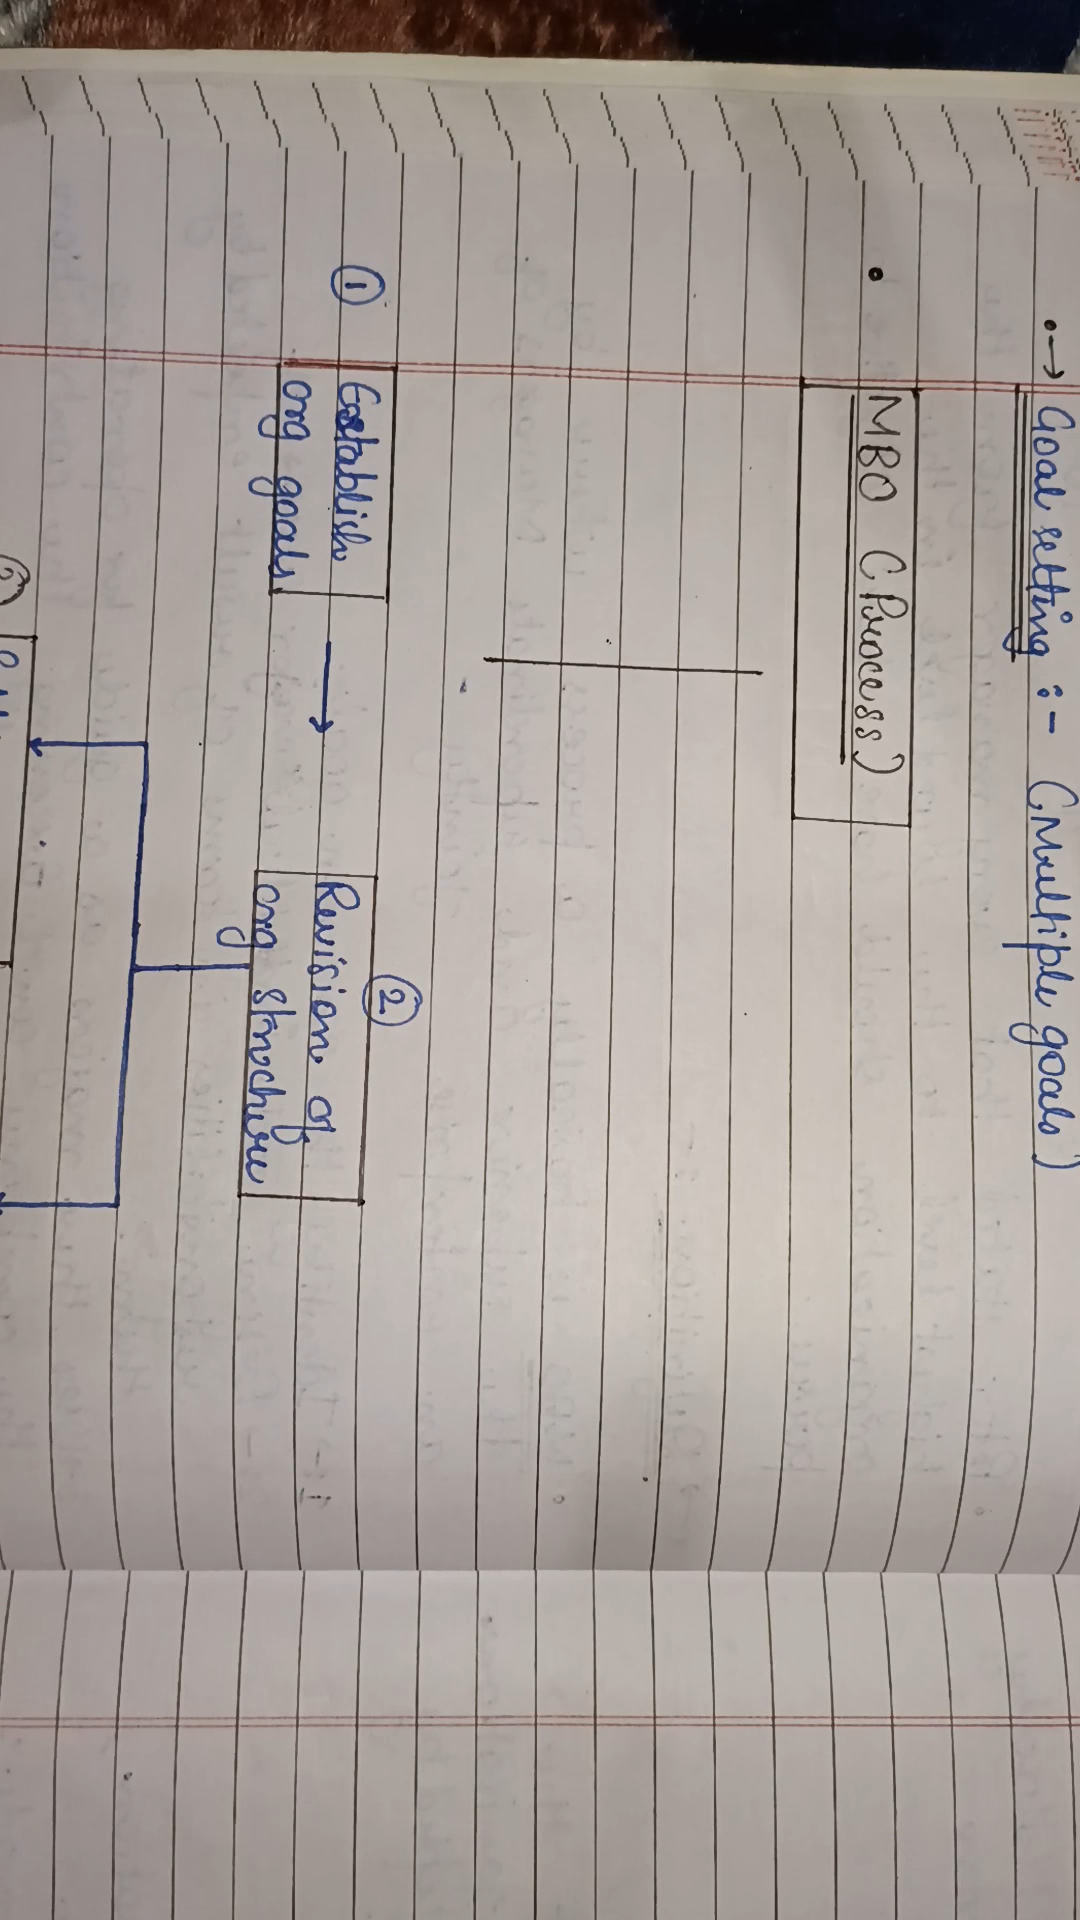 •→ Goal setting :- (Multiple goals)
• MBO (Process)
①
Establish
org goals
→
②
Revision of
org structure